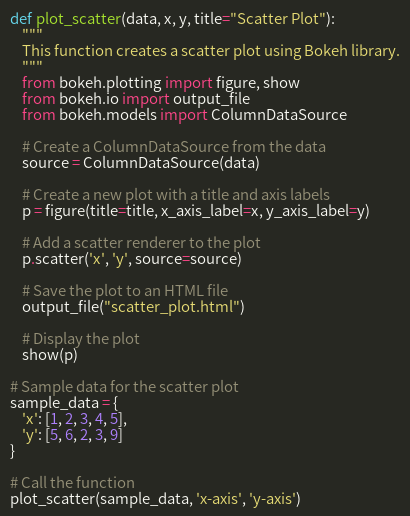 def plot_scatter(data, x, y, title="Scatter Plot"):
    """
    This function creates a scatter plot using Bokeh library.
    """
    from bokeh.plotting import figure, show
    from bokeh.io import output_file
    from bokeh.models import ColumnDataSource

    # Create a ColumnDataSource from the data
    source = ColumnDataSource(data)

    # Create a new plot with a title and axis labels
    p = figure(title=title, x_axis_label=x, y_axis_label=y)

    # Add a scatter renderer to the plot
    p.scatter('x', 'y', source=source)

    # Save the plot to an HTML file
    output_file("scatter_plot.html")

    # Display the plot
    show(p)

# Sample data for the scatter plot
sample_data = {
    'x': [1, 2, 3, 4, 5],
    'y': [5, 6, 2, 3, 9]
}

# Call the function
plot_scatter(sample_data, 'x-axis', 'y-axis')